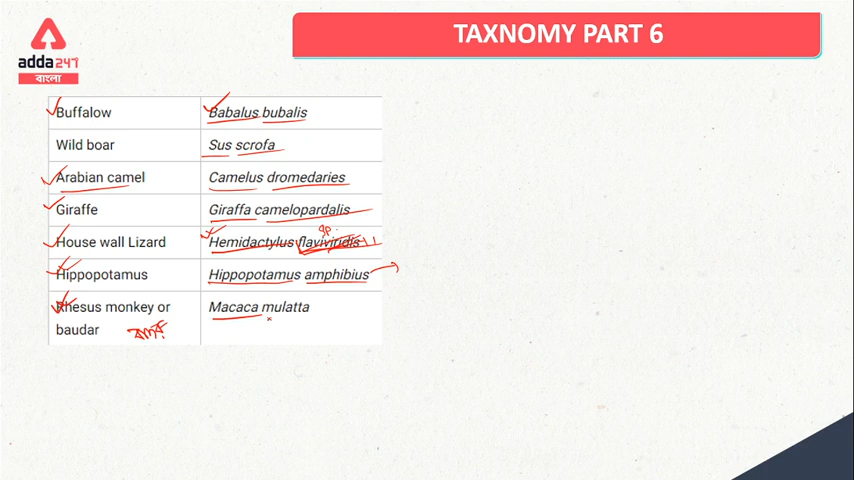 TAXNOMY PART 6
adda247
বাংলা
Buffalow Babalus bubalis
Wild boar Sus scrofa
Arabian camel Camelus dromedaries
Giraffe Giraffa camelopardalis
sp.
House wall Lizard Hemidactylus flaviviridis
Hippopotamus Hippopotamus amphibius
Rhesus monkey or Macaca mulatta
baudar